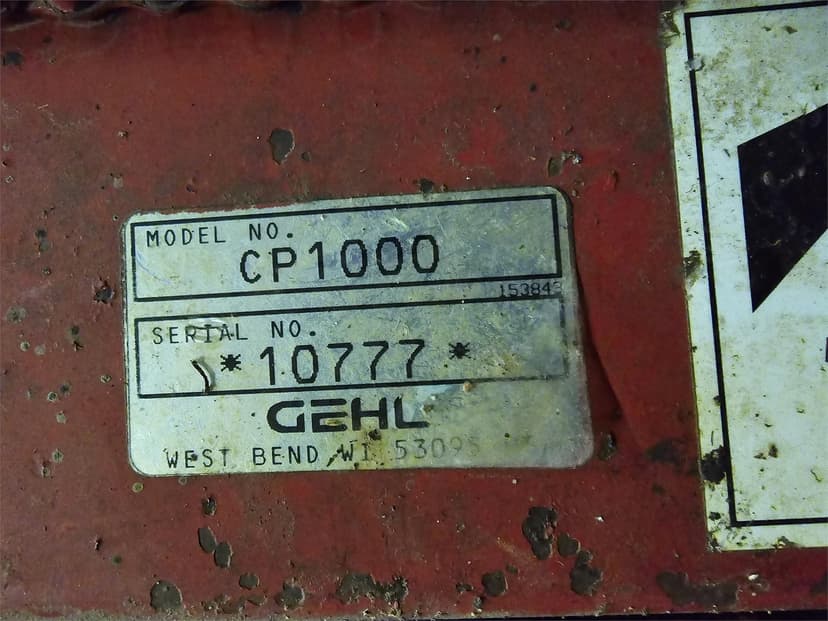 MODEL NO.
CP1000
153843
SERIAL NO.
*10777*
GEHL
WEST BEND, WI 53095